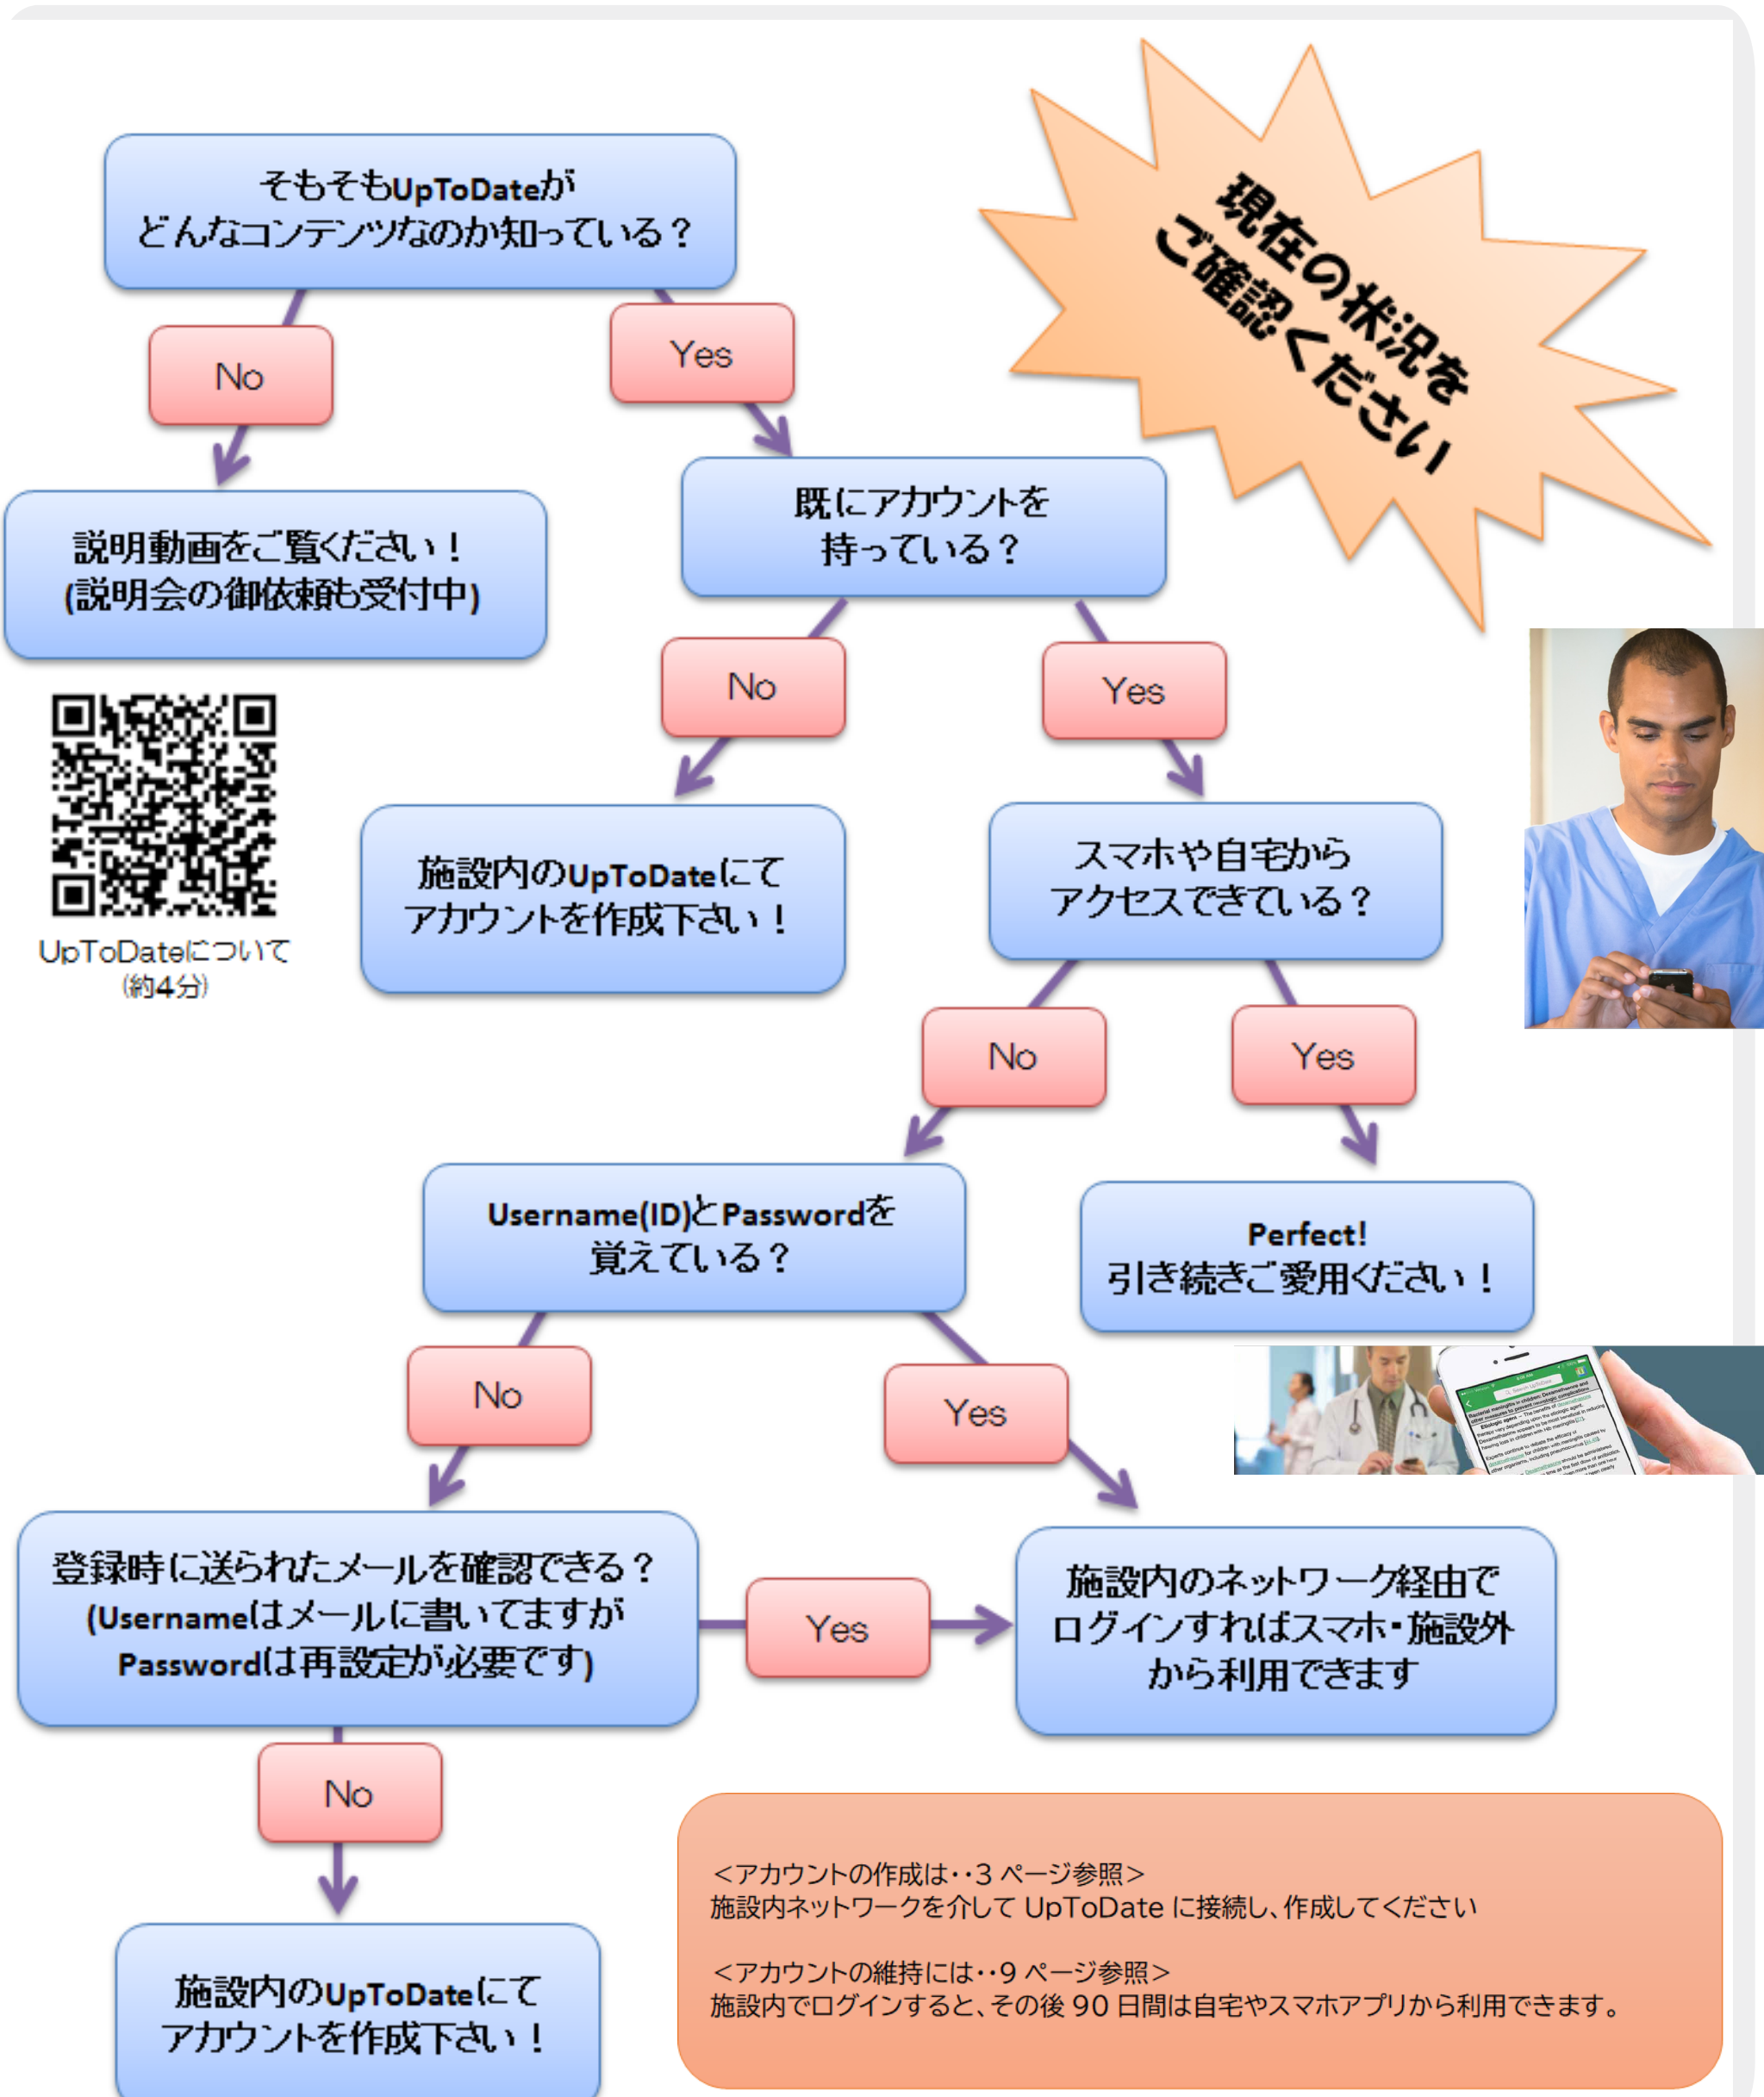 現在の状況を
ご確認ください
そもそもUpToDateが
どんなコンテンツなのか知っている？
No
Yes
説明動画をご覧ください！
(説明会の御依頼も受付中)
UpToDateについて
(約4分)
既にアカウントを
持っている？
No
Yes
施設内のUpToDateにて
アカウントを作成下さい！
スマホや自宅から
アクセスできている？
No
Yes
Username(ID)とPasswordを
覚えている？
Perfect!
引き続きご愛用ください！
No
Yes
登録時に送られたメールを確認できる？
(Usernameはメールに書いてますが
Passwordは再設定が必要です)
Yes
施設内のネットワーク経由で
ログインすればスマホ・施設外
から利用できます
No
施設内のUpToDateにて
アカウントを作成下さい！
＜アカウントの作成は・・3 ページ参照＞
施設内ネットワークを介して UpToDate に接続し、作成してください
＜アカウントの維持には・・9 ページ参照＞
施設内でログインすると、その後 90 日間は自宅やスマホアプリから利用できます。